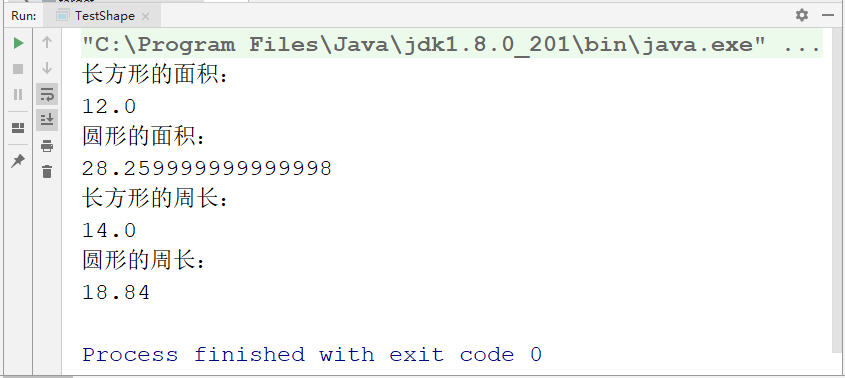 Run: TestShape
"C:\Program Files\Java\jdk1.8.0_201\bin\java.exe" ...
长方形的面积：
12.0
圆形的面积：
28.259999999999998
长方形的周长：
14.0
圆形的周长：
18.84
Process finished with exit code 0